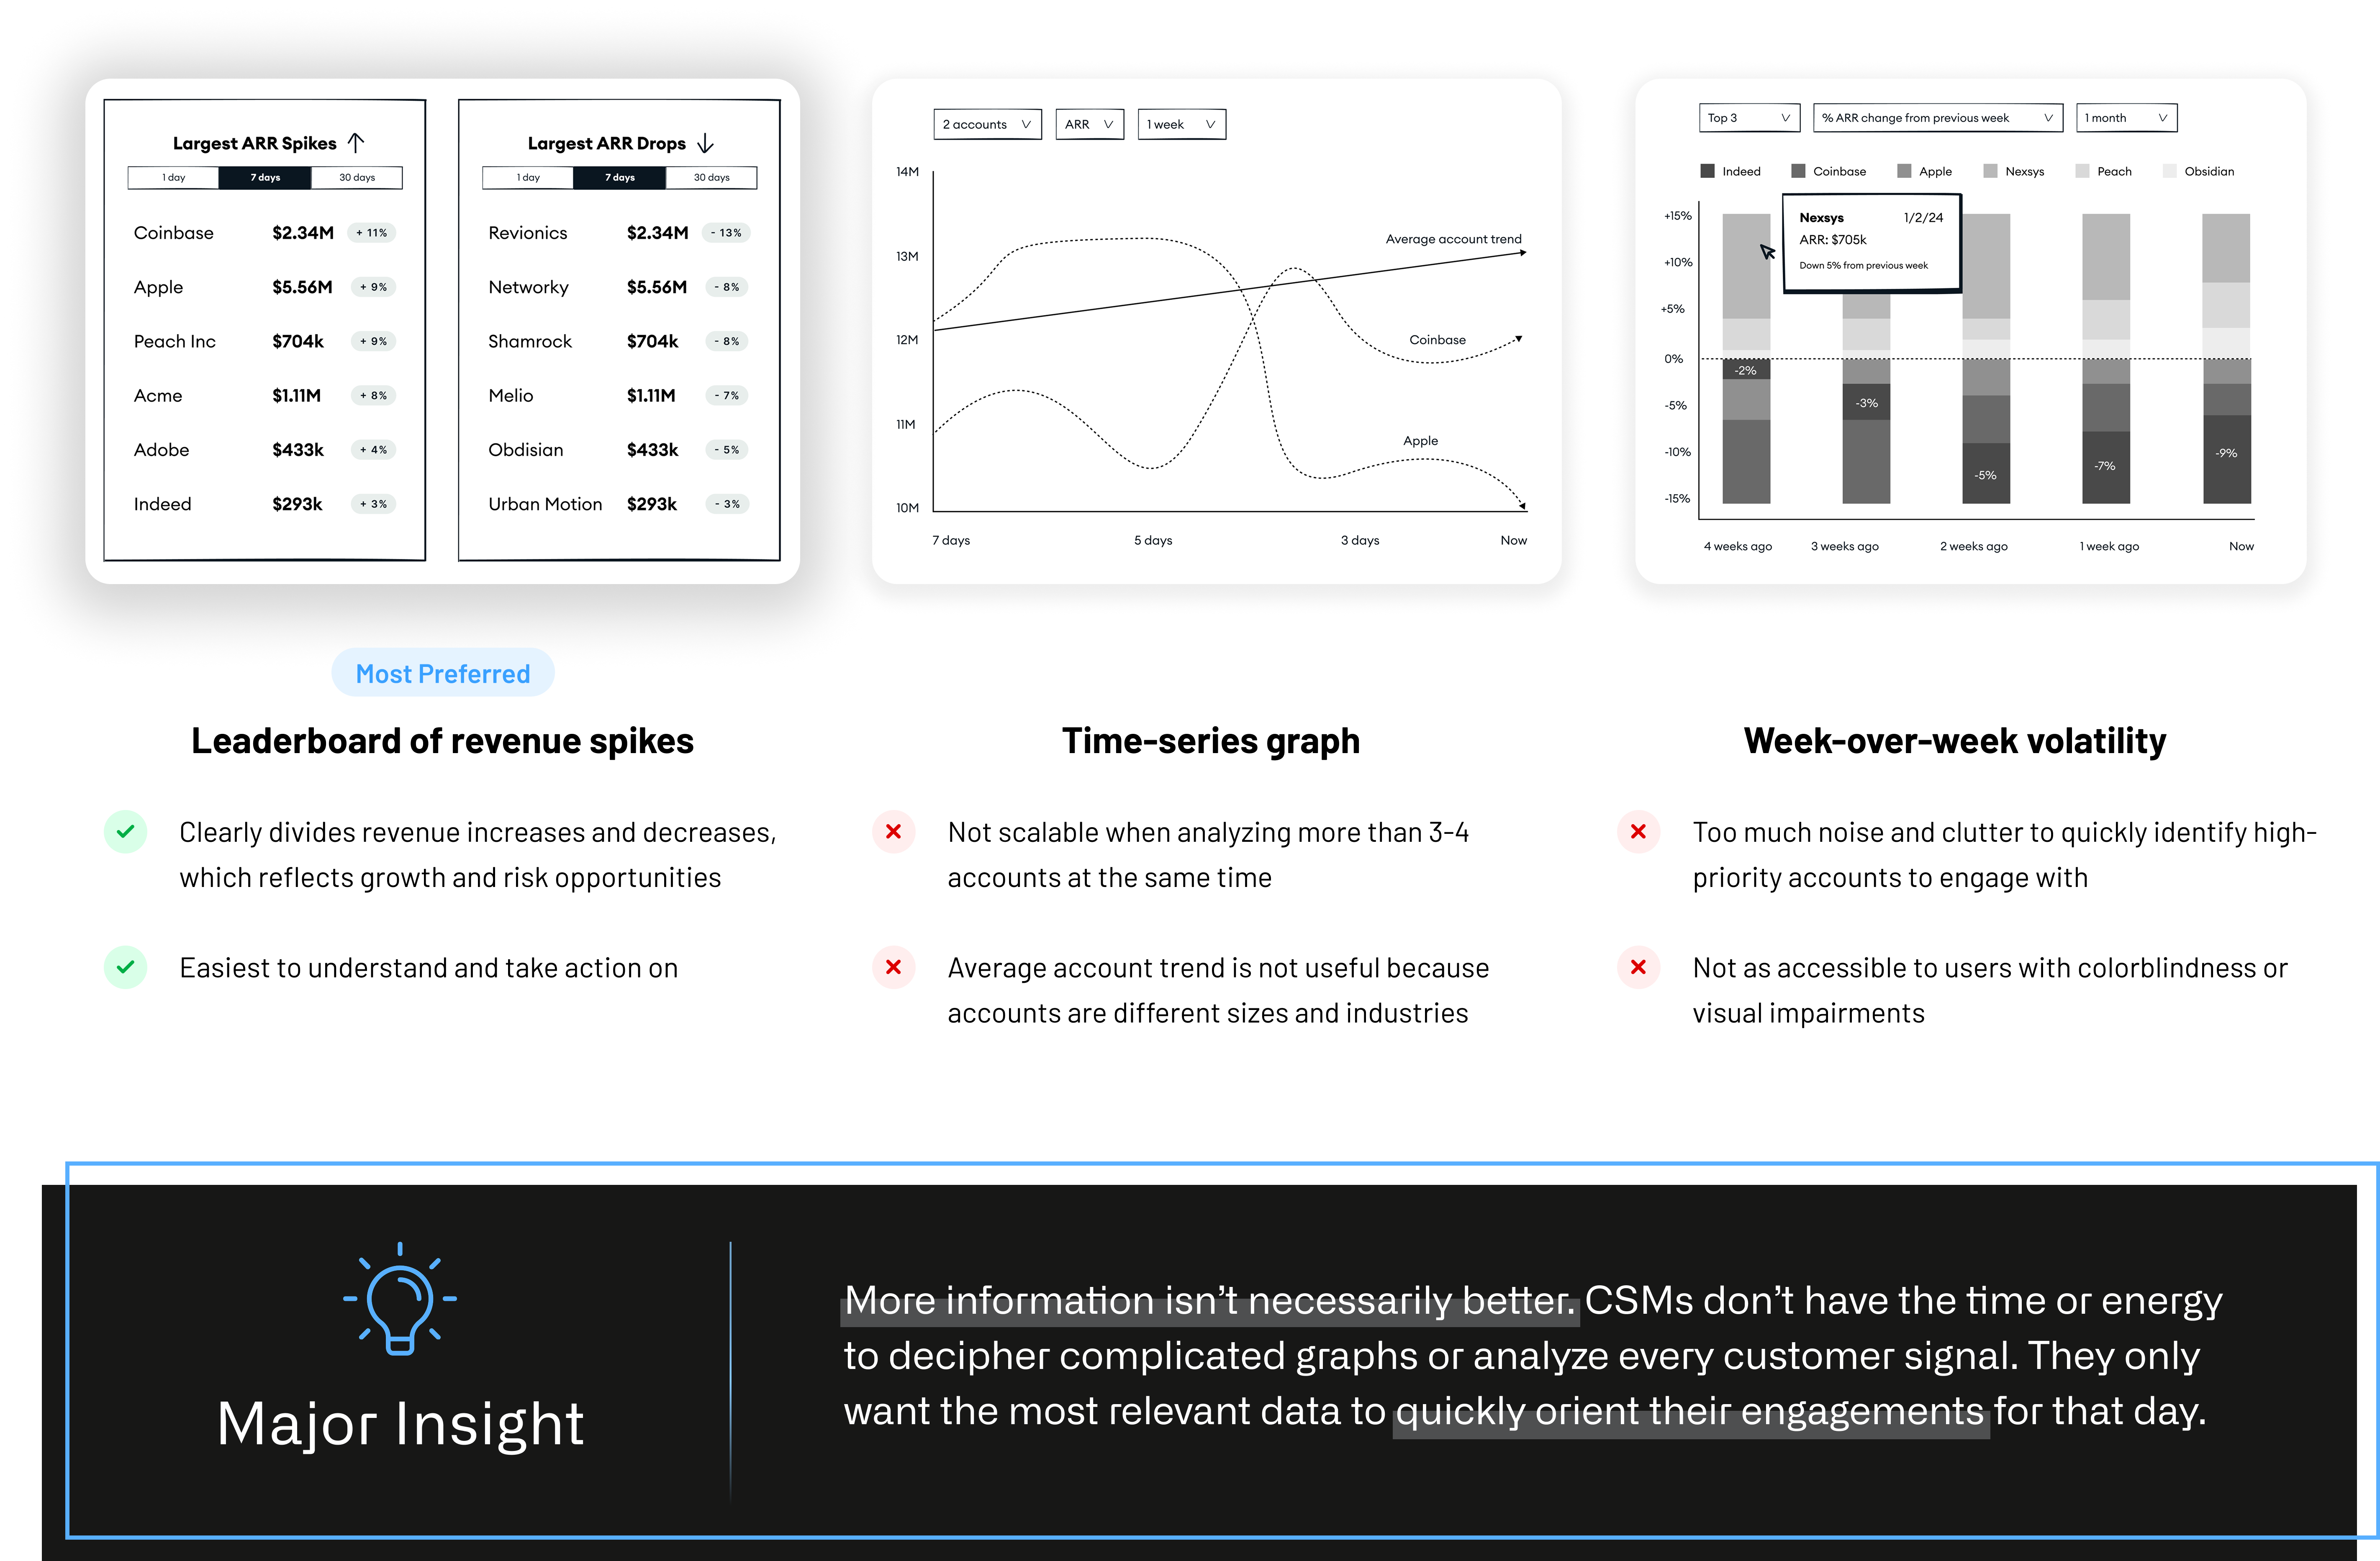 Largest ARR Spikes ↑
1 day 7 days 30 days
Coinbase $2.34M + 11%
Apple $5.56M + 9%
Peach Inc $704k + 9%
Acme $1.11M + 8%
Adobe $433k + 4%
Indeed $293k + 3%
Largest ARR Drops ↓
1 day 7 days 30 days
Revionics $2.34M - 13%
Networky $5.56M - 8%
Shamrock $704k - 8%
Melio $1.11M - 7%
Obdisian $433k - 5%
Urban Motion $293k - 3%
2 accounts ARR 1 week
14M
13M
12M
11M
10M
Average account trend
Coinbase
Apple
7 days 5 days 3 days Now
Top 3 % ARR change from previous week 1 month
Indeed Coinbase Apple Nexsys Peach Obsidian
+15%
+10%
+5%
0%
-5%
-10%
-15%
Nexsys 1/2/24
ARR: $705k
Down 5% from previous week
-2%
-3%
-5%
-7%
-9%
4 weeks ago 3 weeks ago 2 weeks ago 1 week ago Now
Most Preferred
Leaderboard of revenue spikes
Clearly divides revenue increases and decreases,
which reflects growth and risk opportunities
Easiest to understand and take action on
Time-series graph
Not scalable when analyzing more than 3-4
accounts at the same time
Average account trend is not useful because
accounts are different sizes and industries
Week-over-week volatility
Too much noise and clutter to quickly identify high-
priority accounts to engage with
Not as accessible to users with colorblindness or
visual impairments
Major Insight
More information isn't necessarily better. CSMs don't have the time or energy
to decipher complicated graphs or analyze every customer signal. They only
want the most relevant data to quickly orient their engagements for that day.